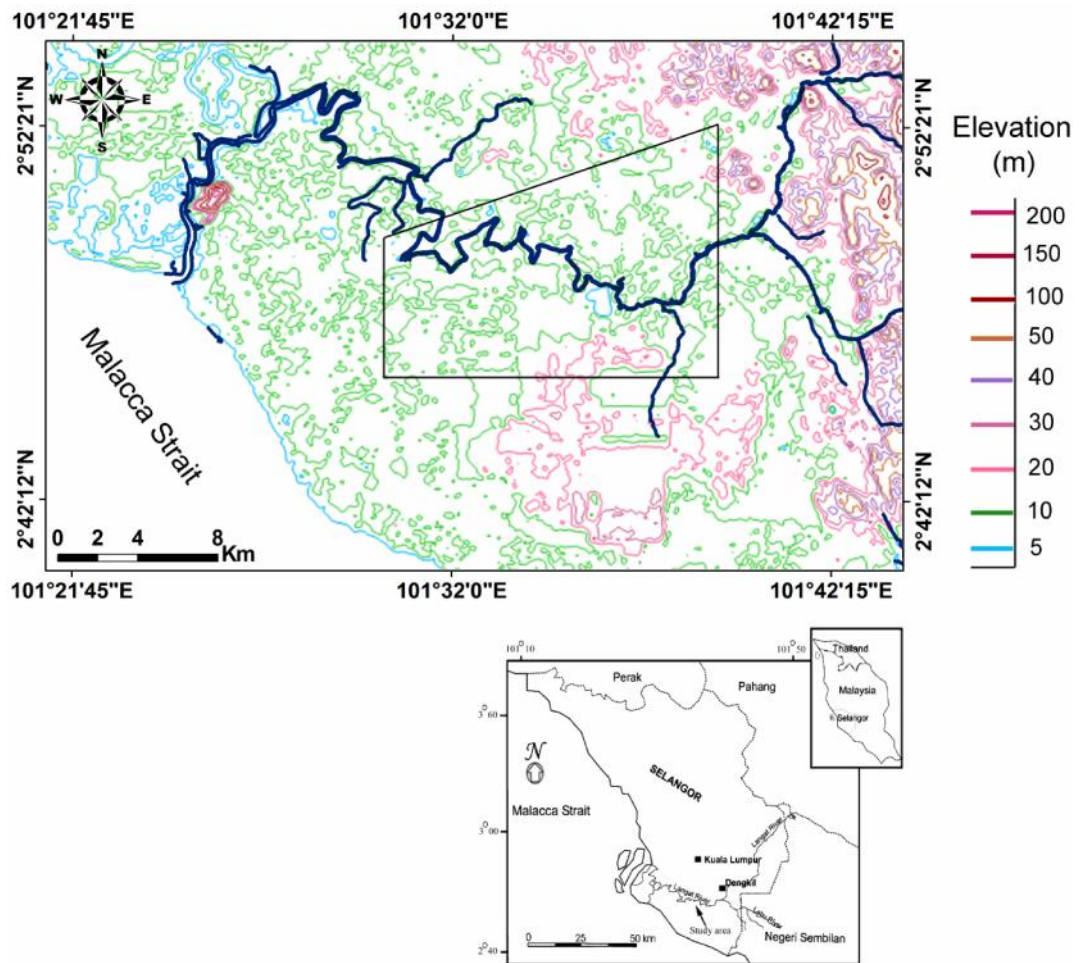 101°21'45"E 101°32'0"E 101°42'15"E
N
W E
S
2°52'21"N
2°52'21"N
Elevation
(m)
200
150
100
50
40
30
20
10
5
Malacca Strait
2°42'12"N
2°42'12"N
0 2 4 8
Km
101°21'45"E 101°32'0"E 101°42'15"E
101°10 101°50
Thailand
Malaysia
Selangor
Perak
Pahang
3°60
N
SELANGOR
Malacca Strait
3°00
Langat River
Kuala Lumpur
Dengkil
Langat River
Study area
Negeri Sembilan
0 25 50 km
2°40